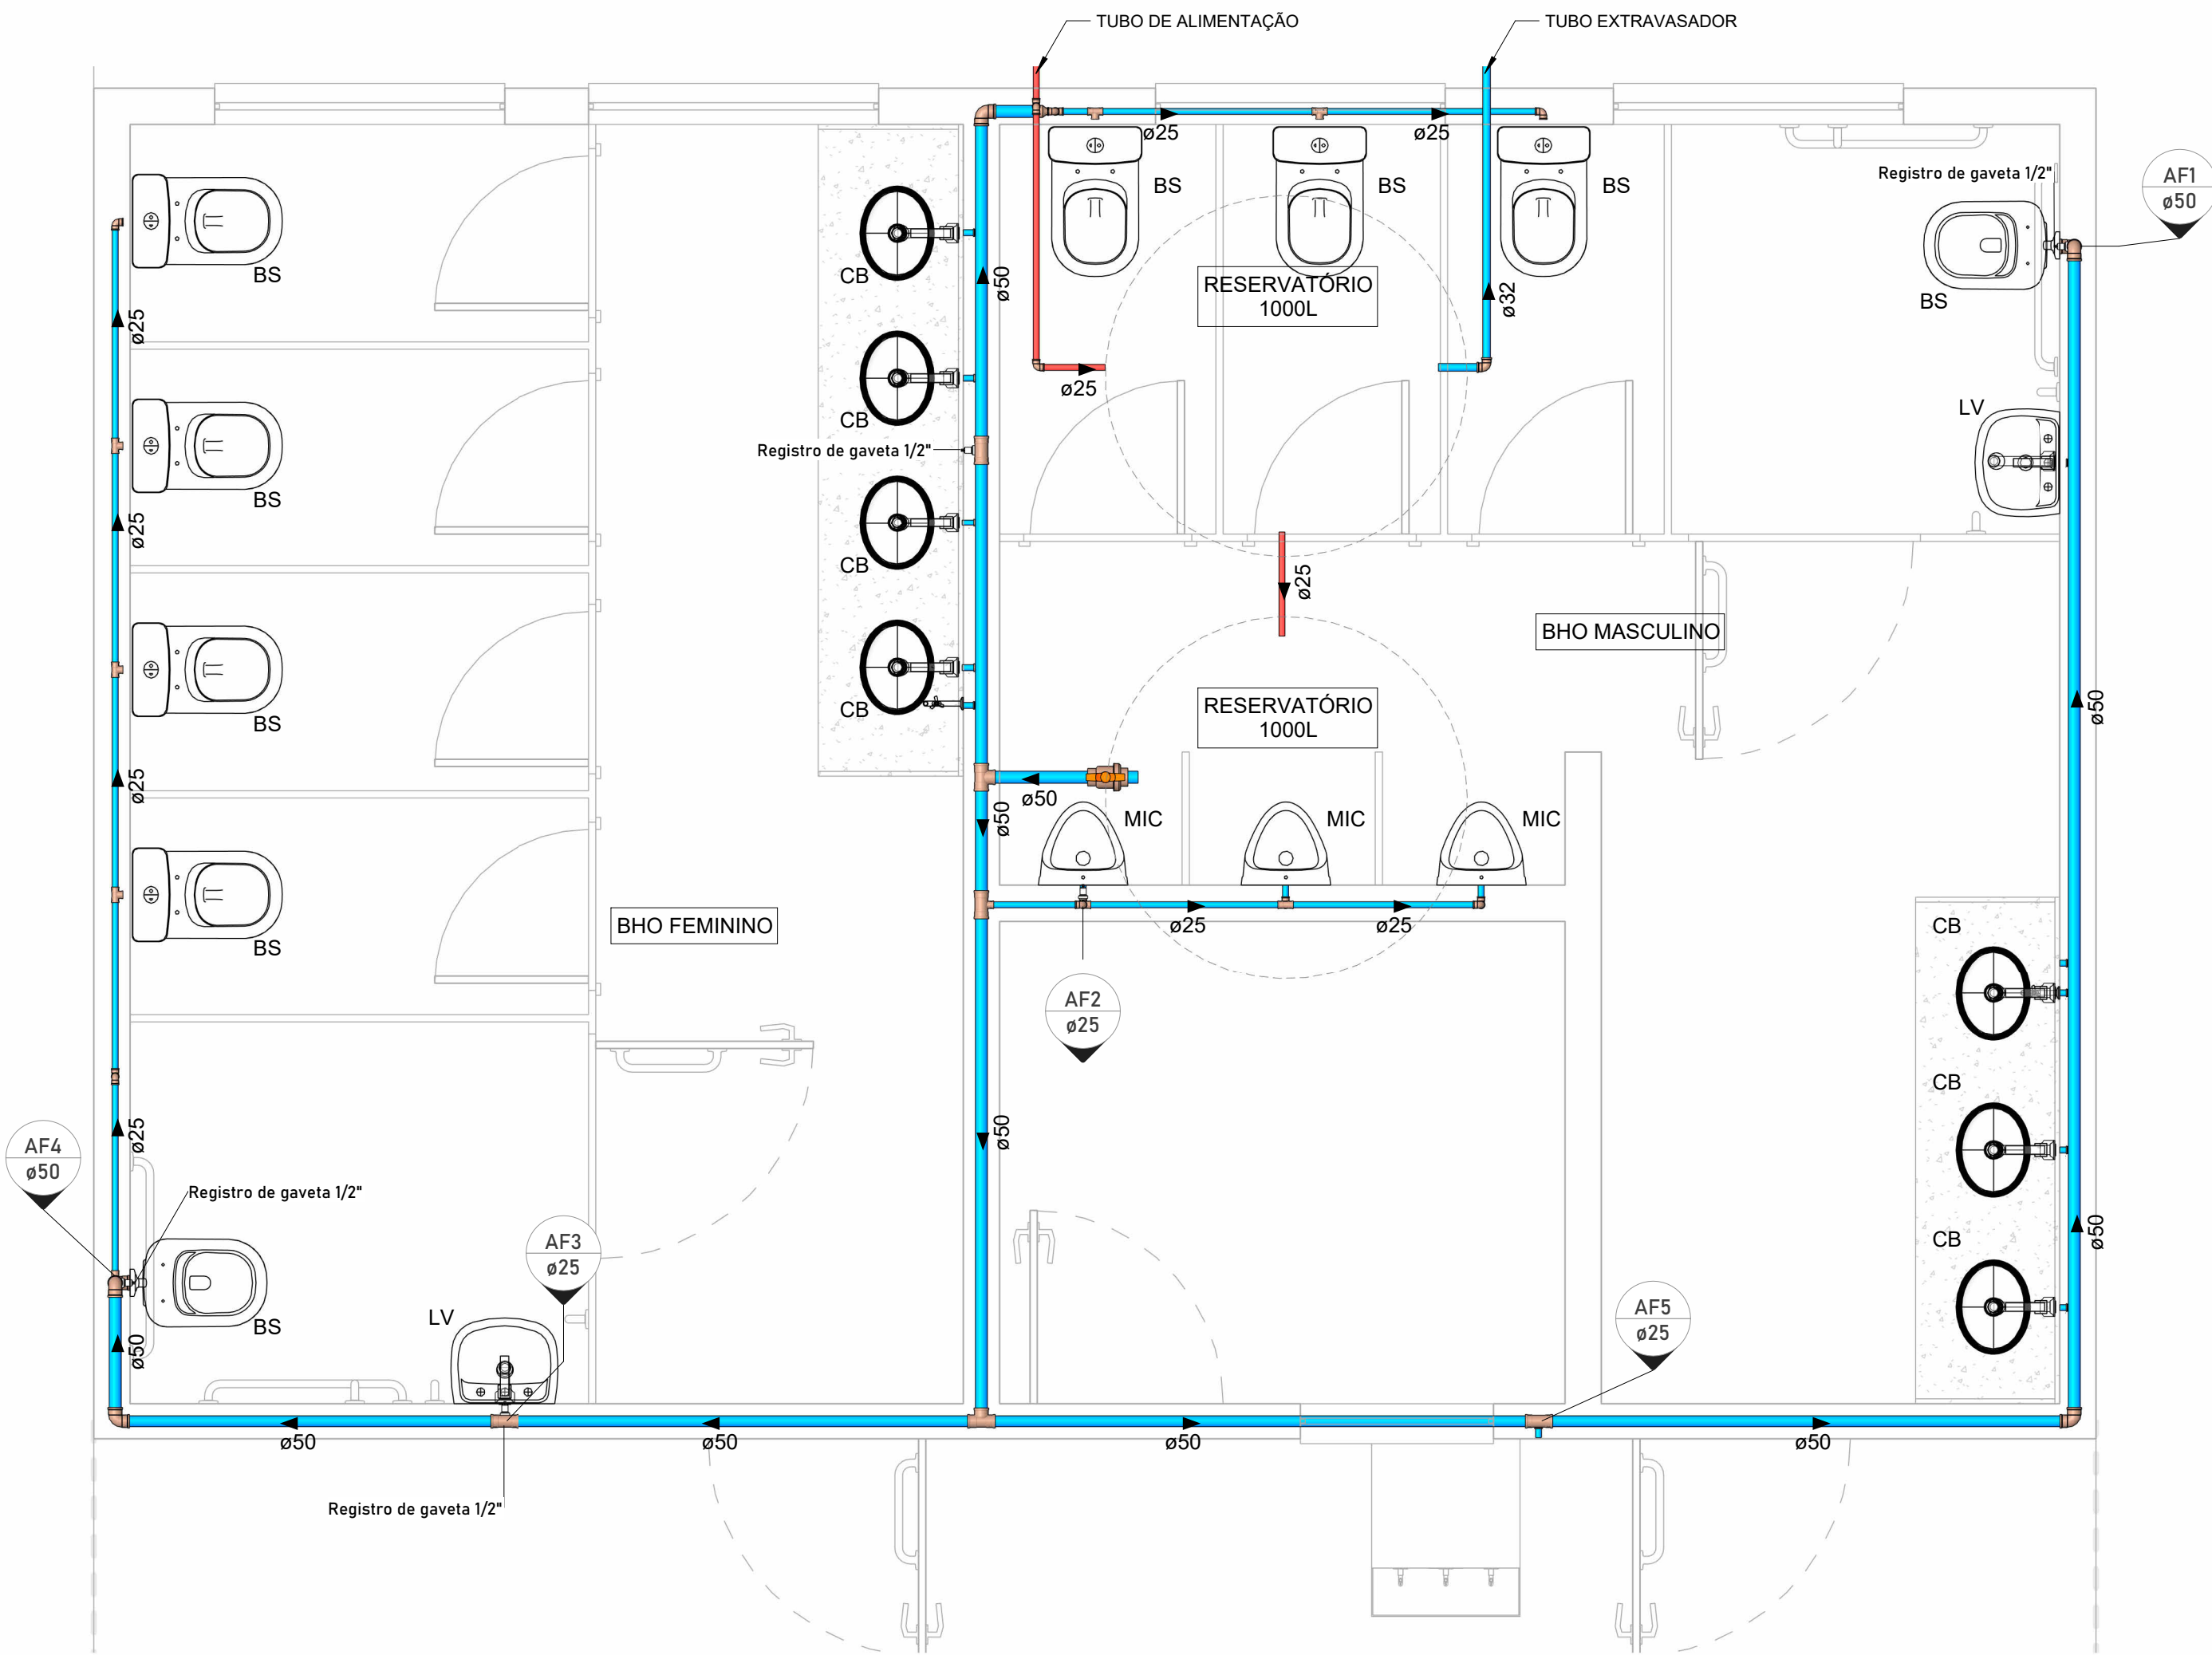 TUBO DE ALIMENTAÇÃO
TUBO EXTRAVASADOR
ø25
ø25
BS
BS
BS
Registro de gaveta 1/2"
AF1
ø50
BS
BS
CB
ø50
RESERVATÓRIO
1000L
ø32
ø25
ø25
LV
CB
Registro de gaveta 1/2"
BS
ø25
CB
ø25
BHO MASCULINO
CB
BS
RESERVATÓRIO
1000L
ø50
ø25
ø50
ø50
MIC
MIC
MIC
BHO FEMININO
BS
ø25
ø25
CB
AF2
ø25
CB
ø50
ø25
AF4
ø50
Registro de gaveta 1/2"
AF3
ø25
CB
ø50
BS
LV
AF5
ø25
ø50
ø50
ø50
ø50
ø50
Registro de gaveta 1/2"